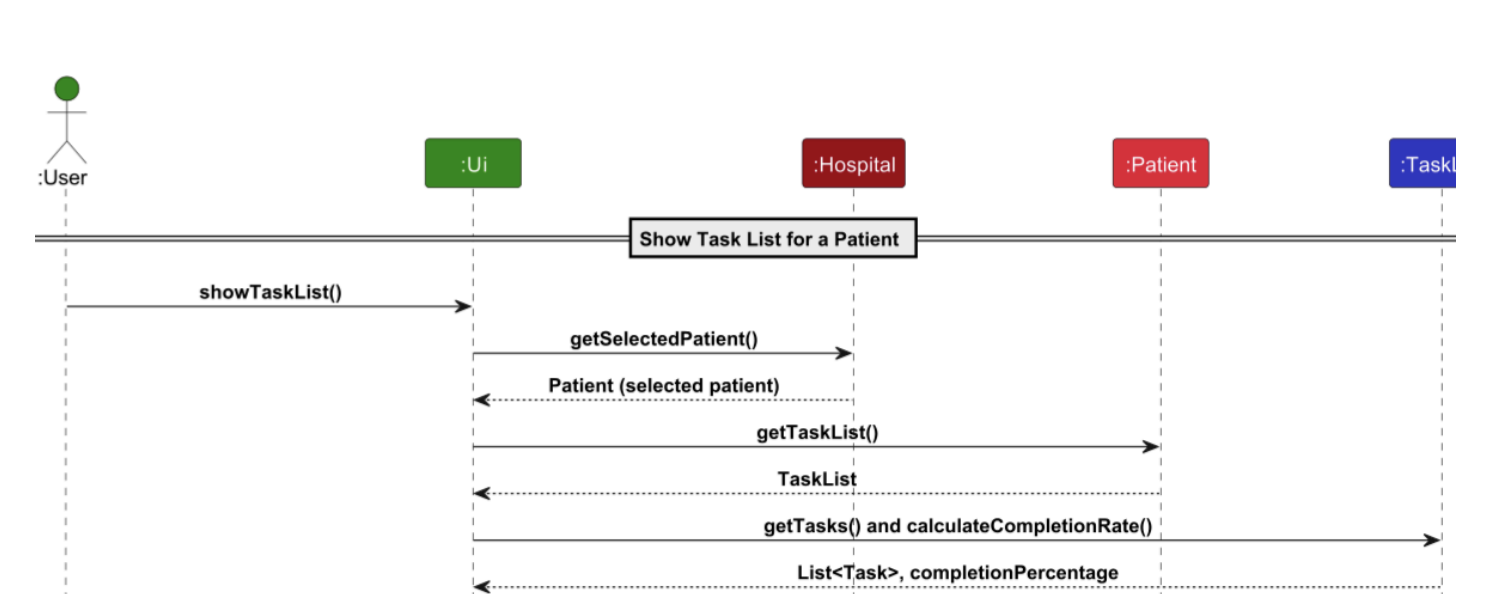 :User
:Ui
:Hospital
:Patient
Show Task List for a Patient
showTaskList()
getSelectedPatient()
Patient (selected patient)
getTaskList()
TaskList
getTasks() and calculateCompletionRate()
List<Task>, completionPercentage